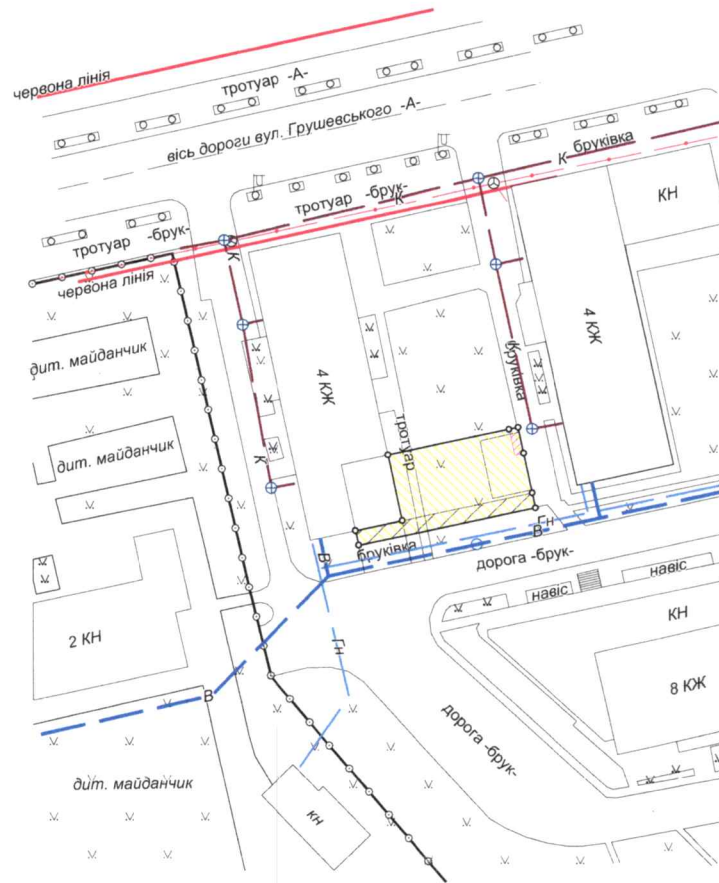 червона лінія
тротуар -А-
вісь дороги вул. Грушевського -А-
бруківка
К
КН
тротуар -брук-
К
тротуар -брук-
К
червона лінія
дит. майданчик
4 КЖ
4 КЖ
К
бруківка
тротуар
дит. майданчик
К
Гн
В
бруківка
В
дорога -брук-
навіс
навіс
КН
2 КН
Гн
8 КЖ
В
дорога -брук-
дит. майданчик
КН